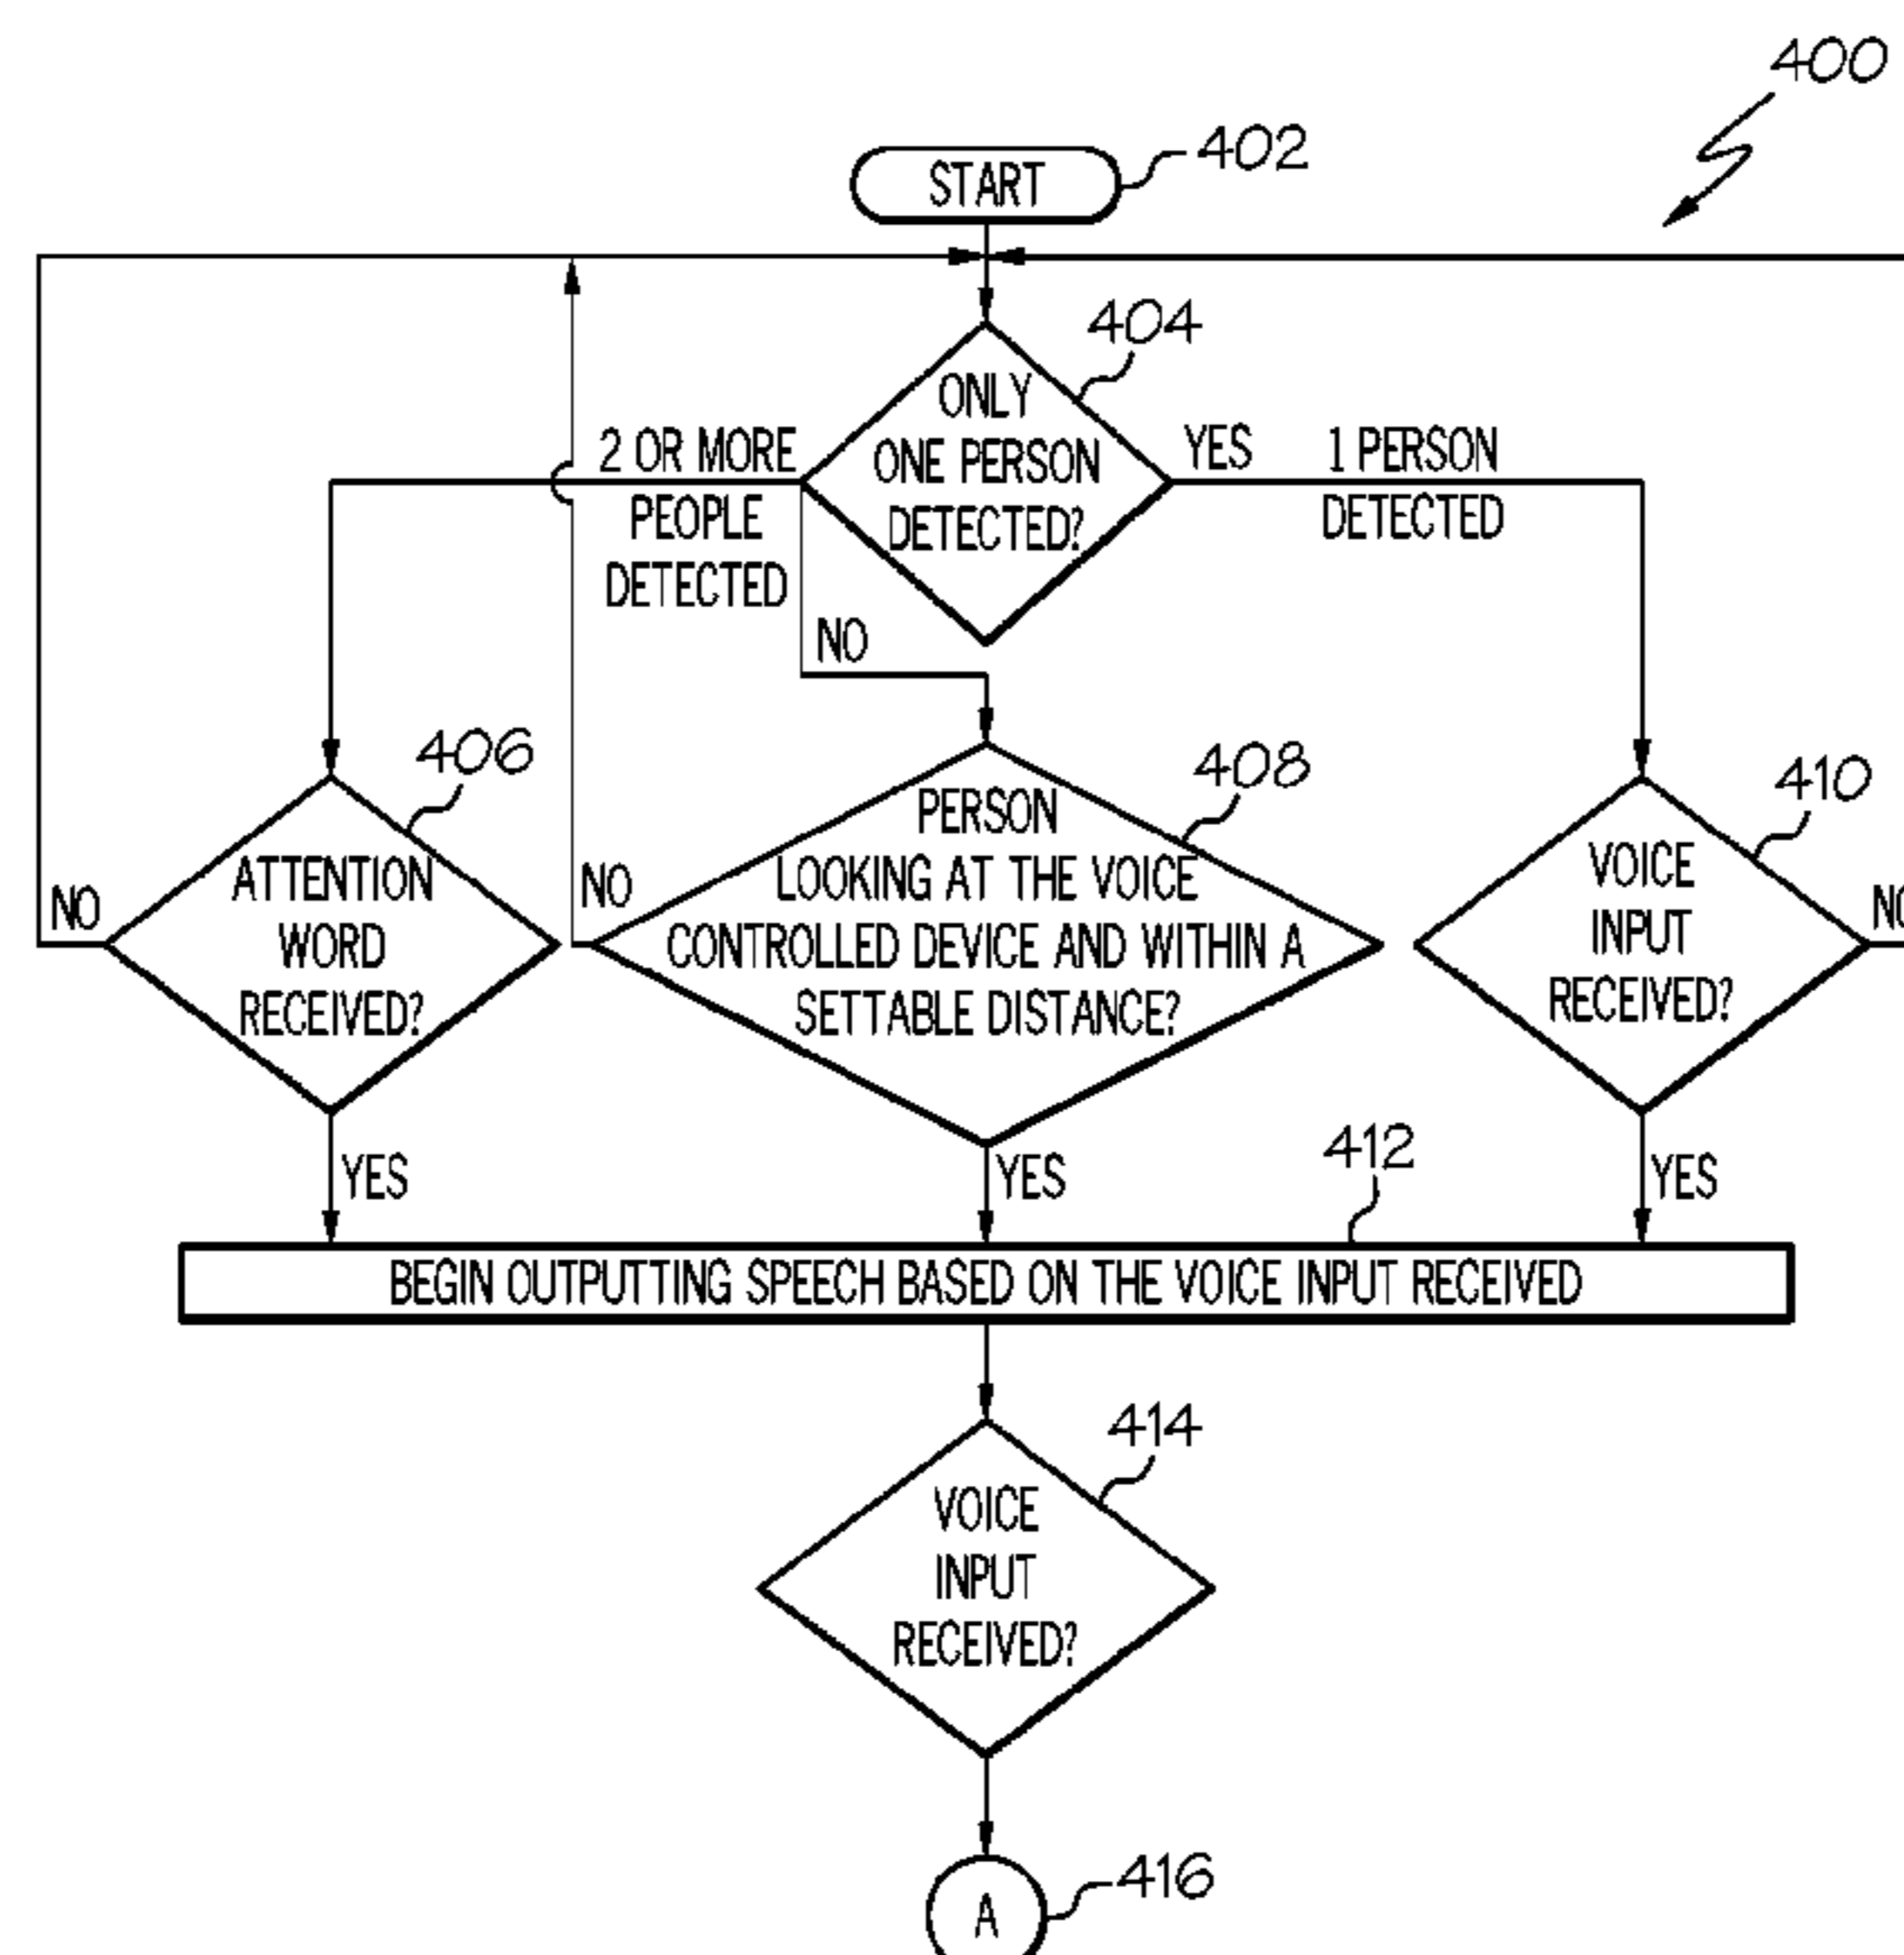 400
START
402
404
ONLY
ONE PERSON
DETECTED?
2 OR MORE
PEOPLE
DETECTED
YES
1 PERSON
DETECTED
NO
406
ATTENTION
WORD
RECEIVED?
NO
YES
408
PERSON
LOOKING AT THE VOICE
CONTROLLED DEVICE AND WITHIN A
SETTABLE DISTANCE?
NO
YES
410
VOICE
INPUT
RECEIVED?
NO
YES
412
BEGIN OUTPUTTING SPEECH BASED ON THE VOICE INPUT RECEIVED
414
VOICE
INPUT
RECEIVED?
A
416